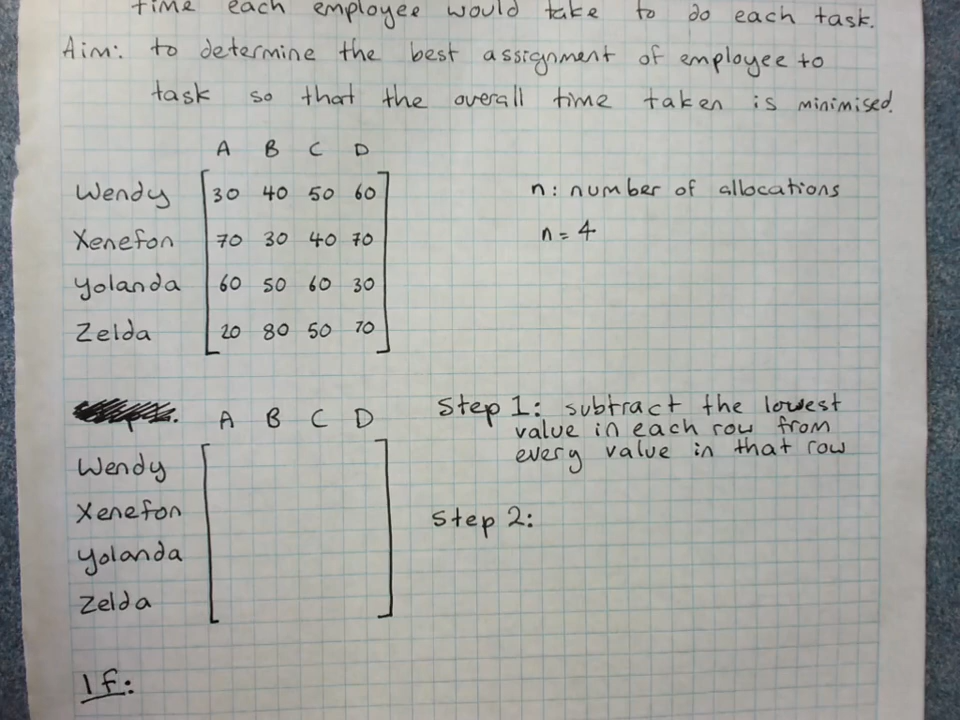 time each employee would take to do each task.
Aim: to determine the best assignment of employee to
task so that the overall time taken is minimised.
A B C D
Wendy 30 40 50 60
n: number of allocations
Xenefon 70 30 40 70
n = 4
Yolanda 60 50 60 30
Zelda 20 80 50 70
A B C D
Step 1: subtract the lowest
value in each row from
every value in that row
Wendy
Xenefon
Step 2:
Yolanda
Zelda
If: